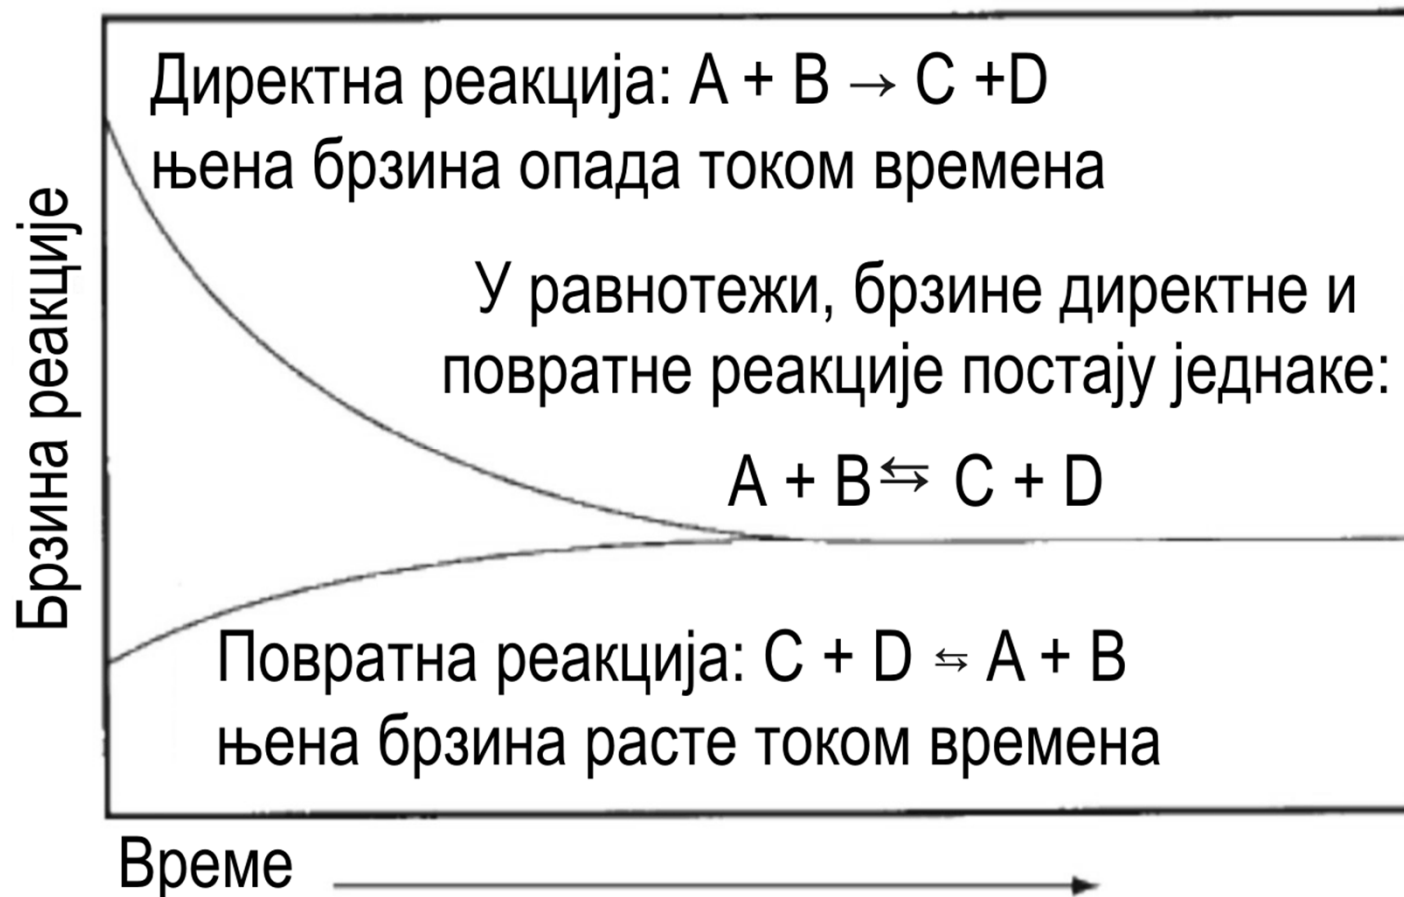 Директна реакција: A + B → C +D
њена брзина опада током времена
У равнотежи, брзине директне и
повратне реакције постају једнаке:
A + B⇆ C + D
Повратна реакција: C + D ⇆ A + B
њена брзина расте током времена
Брзина реакције
Време